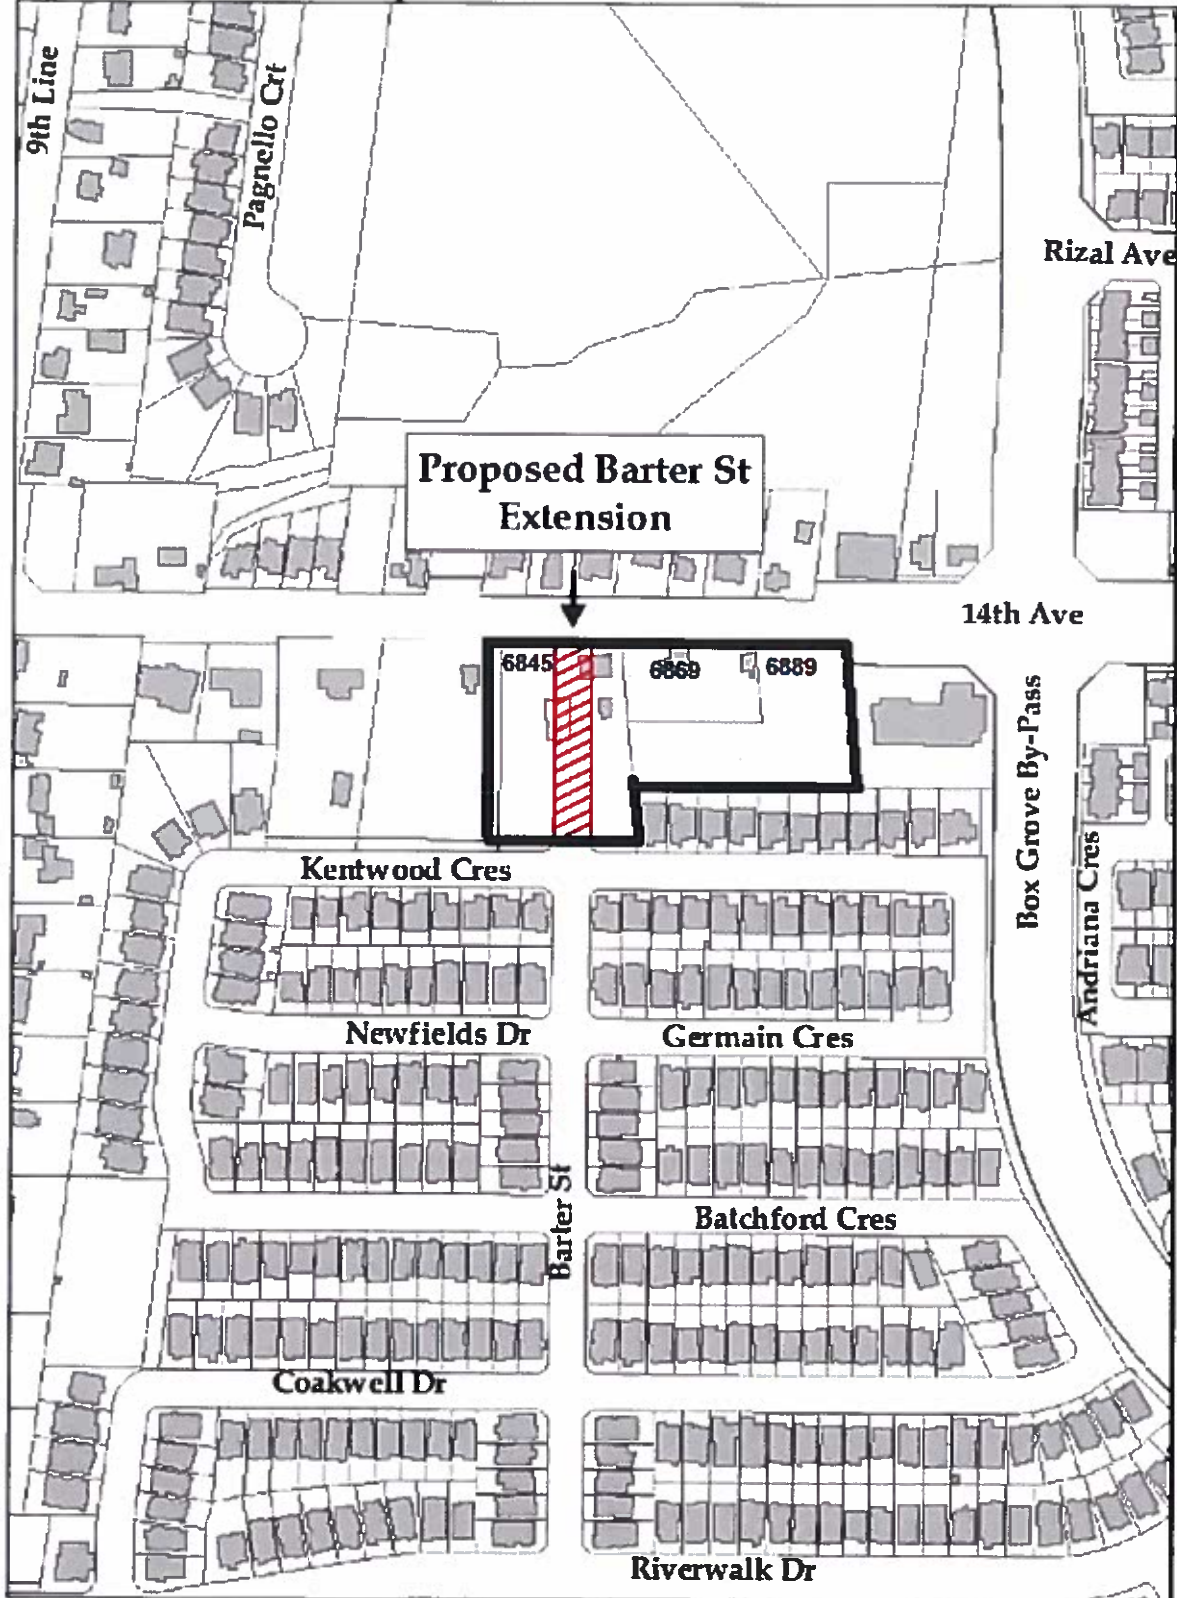 9th Line
Pagnello Crt
Rizal Ave
Proposed Barter St
Extension
14th Ave
6845
6869
6889
Box Grove By-Pass
Kentwood Cres
Andriana Cres
Newfields Dr
Germain Cres
Barter St
Batchford Cres
Coakwell Dr
Riverwalk Dr